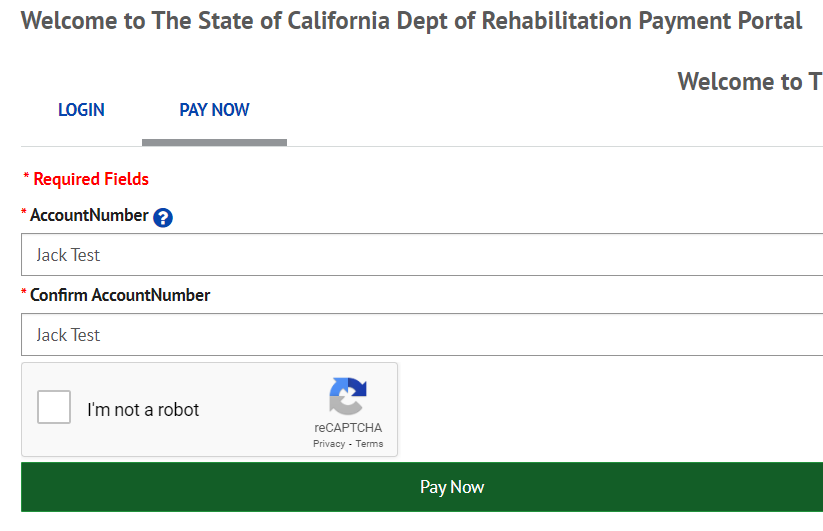 Welcome to The State of California Dept of Rehabilitation Payment Portal
Welcome to T
LOGIN PAY NOW
* Required Fields
* AccountNumber ?
Jack Test
* Confirm AccountNumber
Jack Test
I'm not a robot
reCAPTCHA
Privacy - Terms
Pay Now